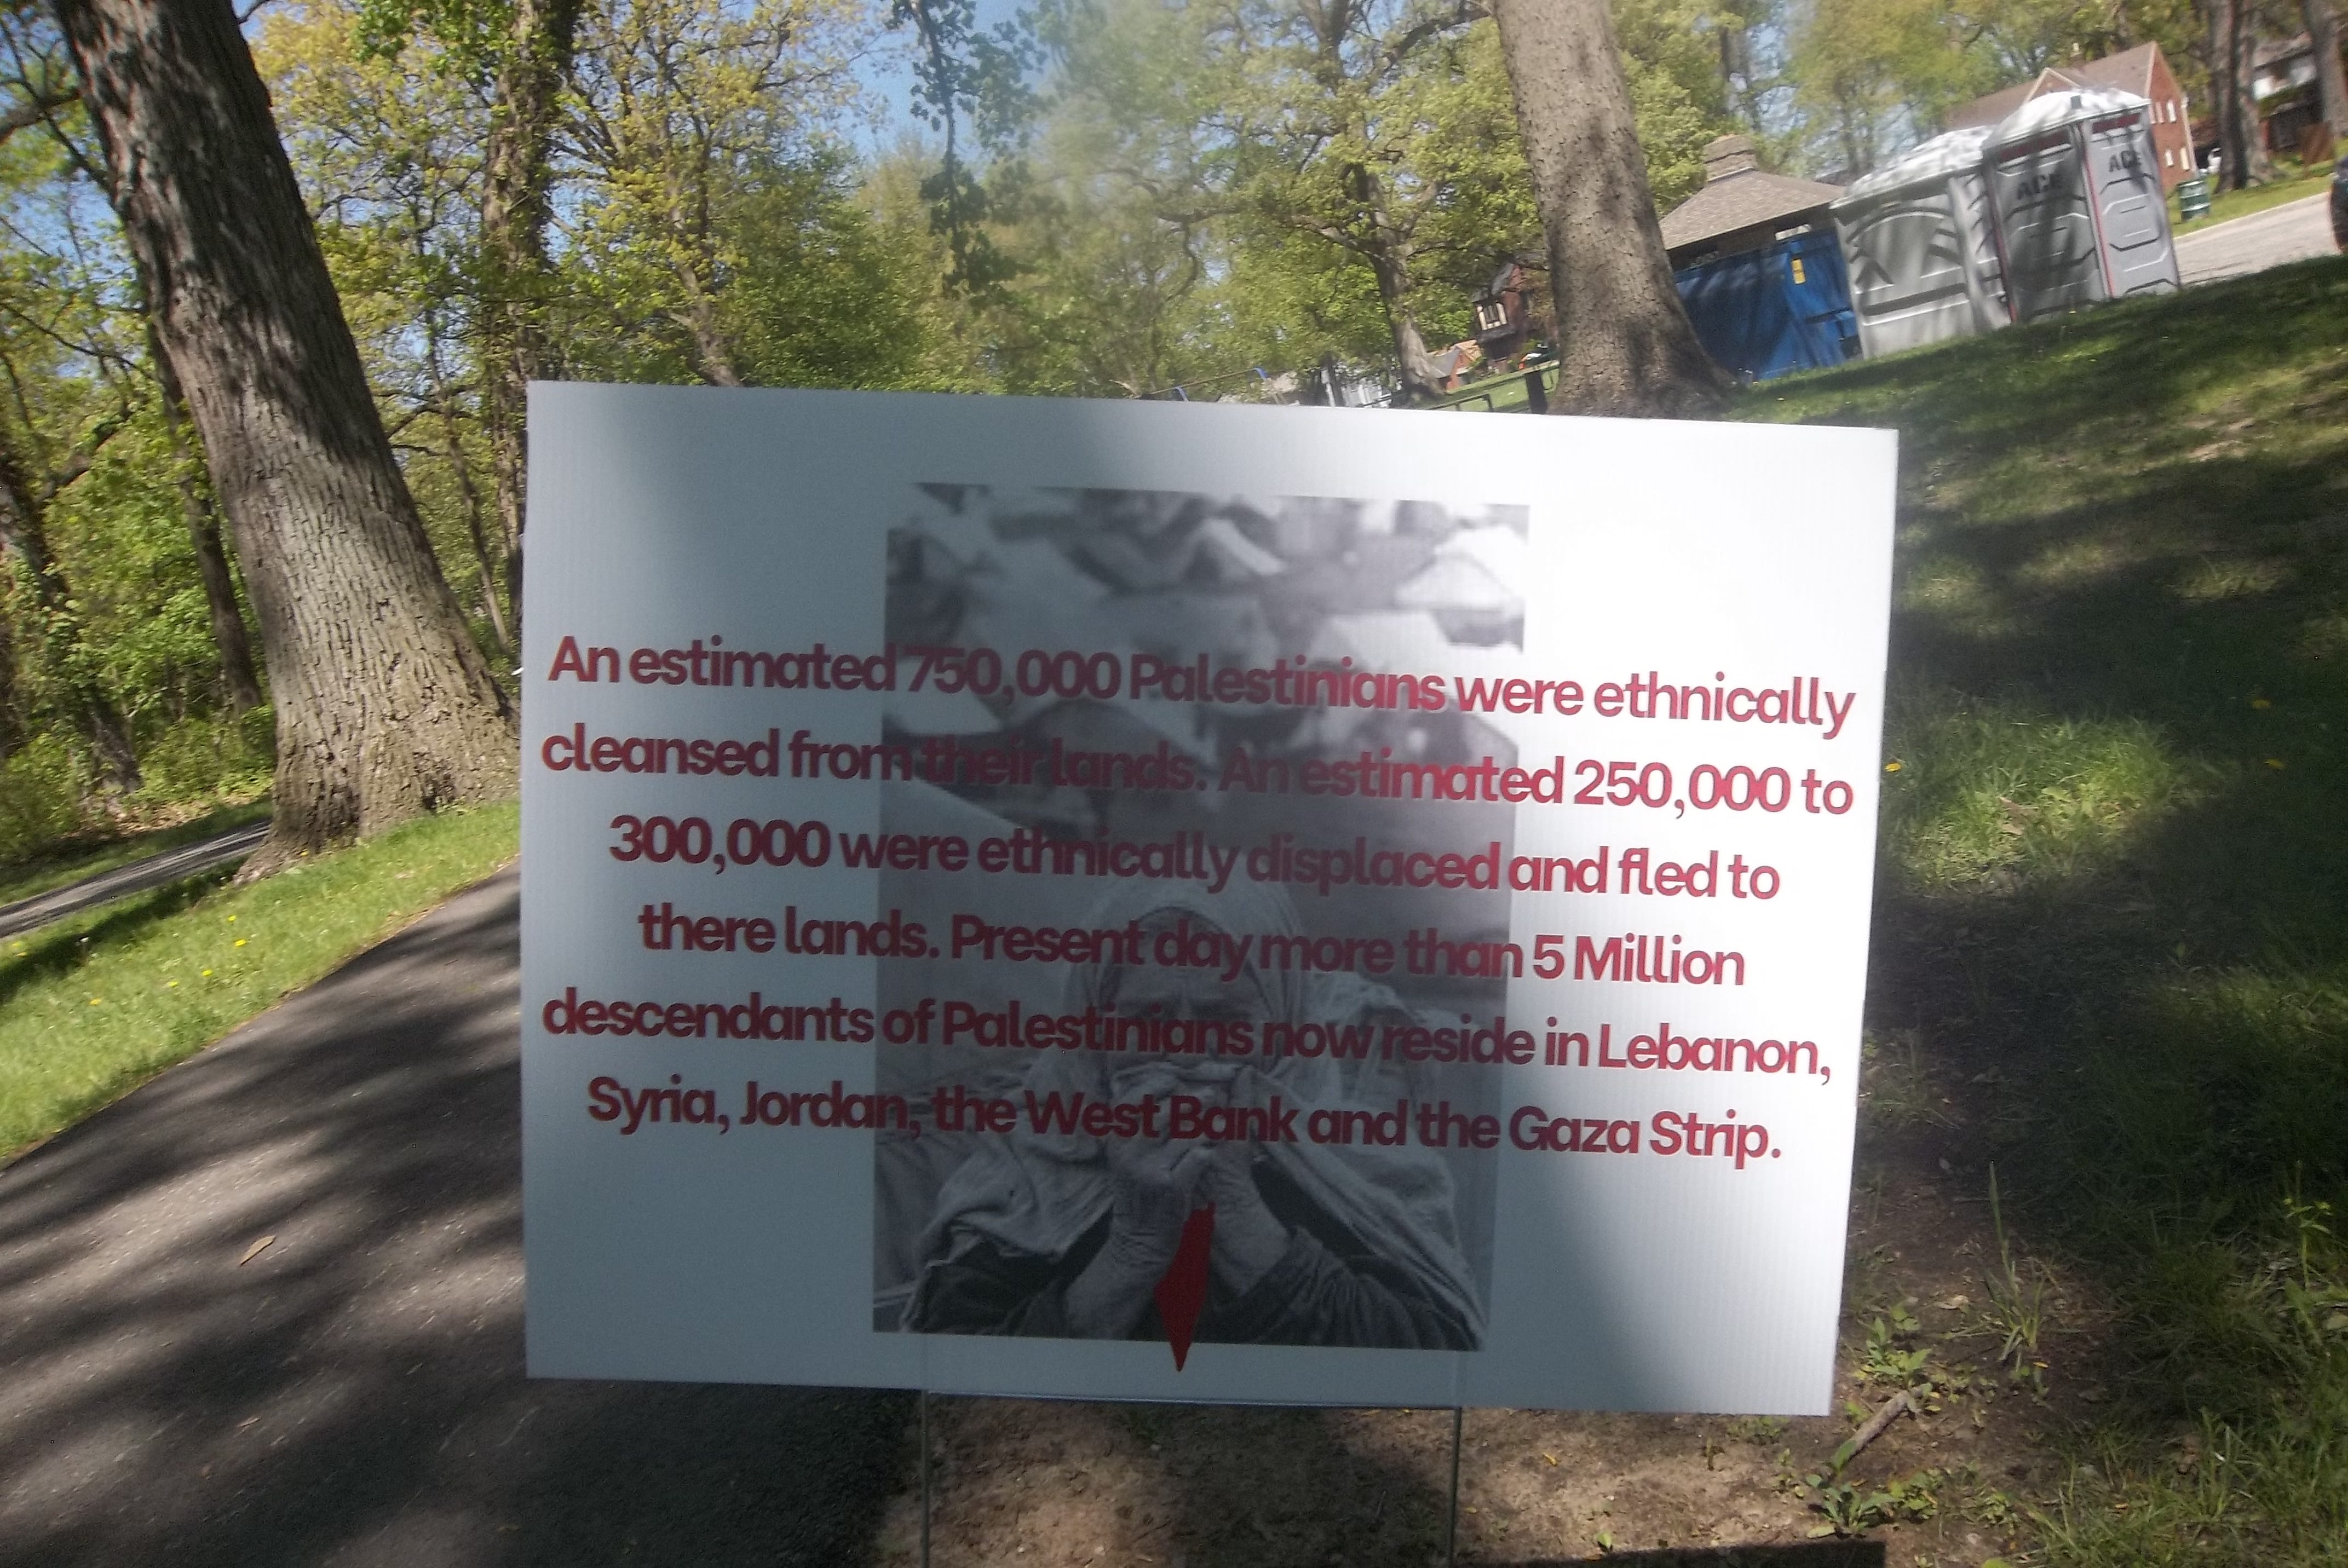 ACE
ACE
An estimated 750,000 Palestinians were ethnically
cleansed from their lands. An estimated 250,000 to
300,000 were ethnically displaced and fled to
there lands. Present day more than 5 Million
descendants of Palestinians now reside in Lebanon,
Syria, Jordan, the West Bank and the Gaza Strip.